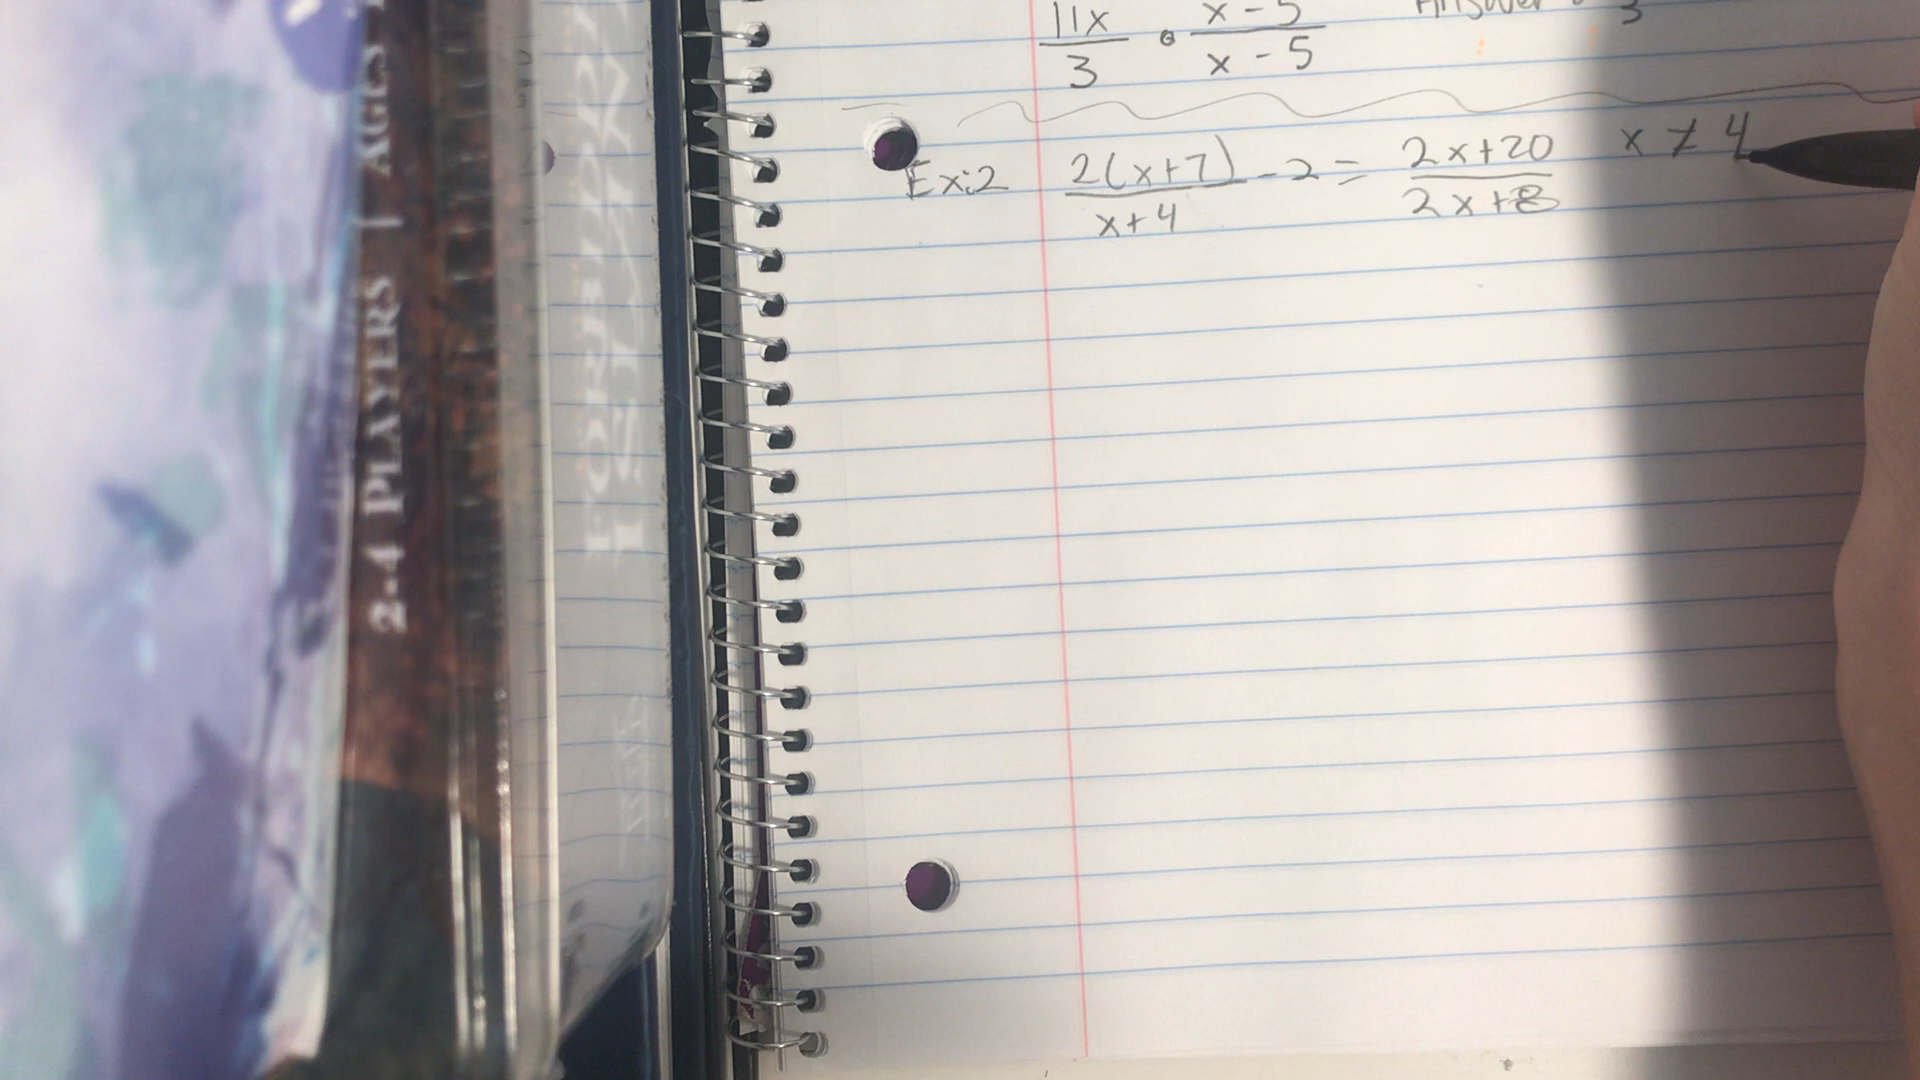 2-4 PLAYERS | AGES
11x/3 • x-5/x-5
3
Ex:2 2(x+7)/x+4 -2= 2x+20/2x+8 x≠4